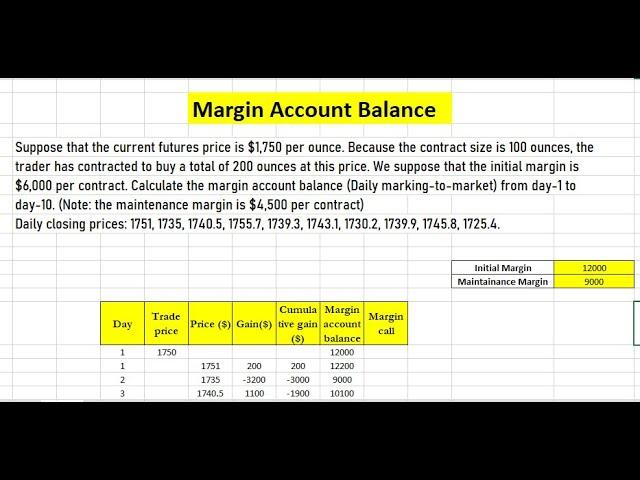 Margin Account Balance
Suppose that the current futures price is $1,750 per ounce. Because the contract size is 100 ounces, the
trader has contracted to buy a total of 200 ounces at this price. We suppose that the initial margin is
$6,000 per contract. Calculate the margin account balance (Daily marking-to-market) from day-1 to
day-10. (Note: the maintenance margin is $4,500 per contract)
Daily closing prices: 1751, 1735, 1740.5, 1755.7, 1739.3, 1743.1, 1730.2, 1739.9, 1745.8, 1725.4.
Initial Margin 12000
Maintainance Margin 9000
Day Trade price Price ($) Gain($) Cumula tive gain ($) Margin account balance Margin call
1 1750 12000
1 1751 200 200 12200
2 1735 -3200 -3000 9000
3 1740.5 1100 -1900 10100